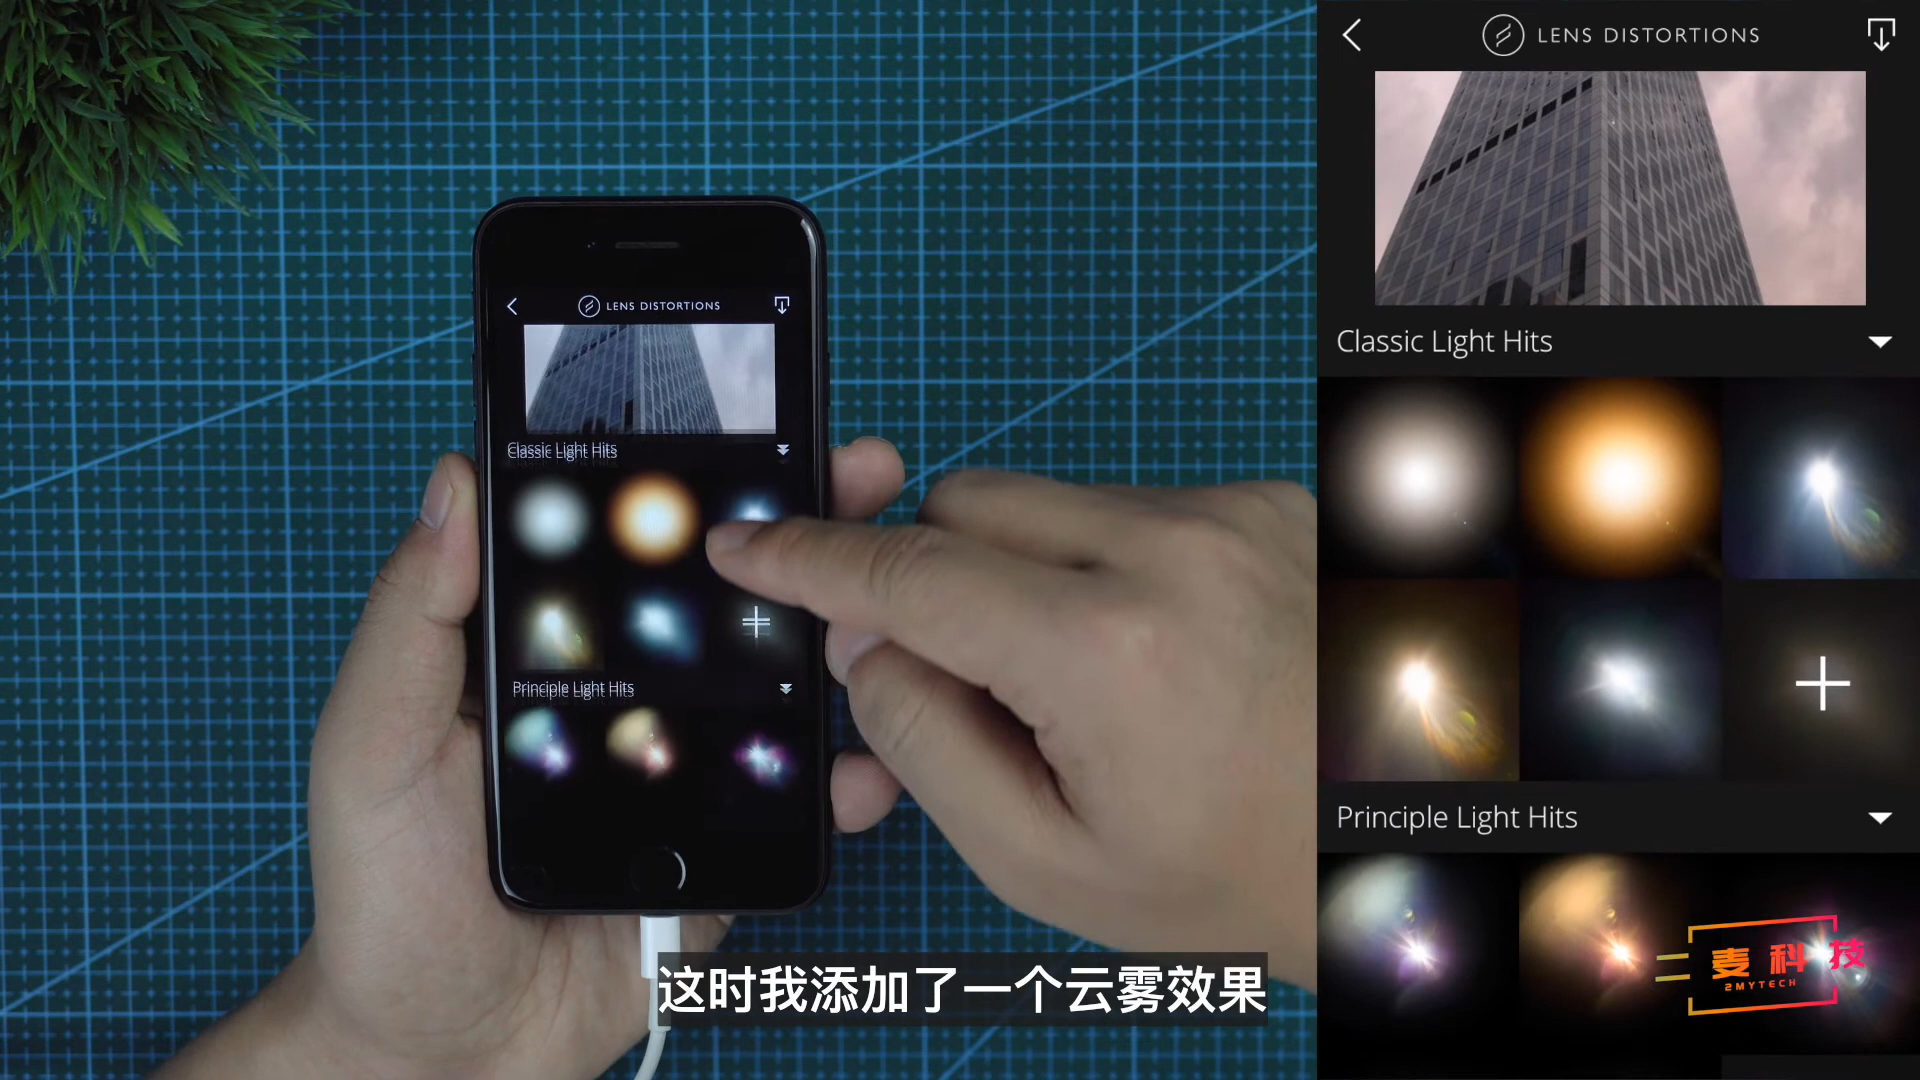 LENS DISTORTIONS
Classic Light Hits
Principle Light Hits
LENS DISTORTIONS
Classic Light Hits
Principle Light Hits
二麦科技
2MYTECH
这时我添加了一个云雾效果